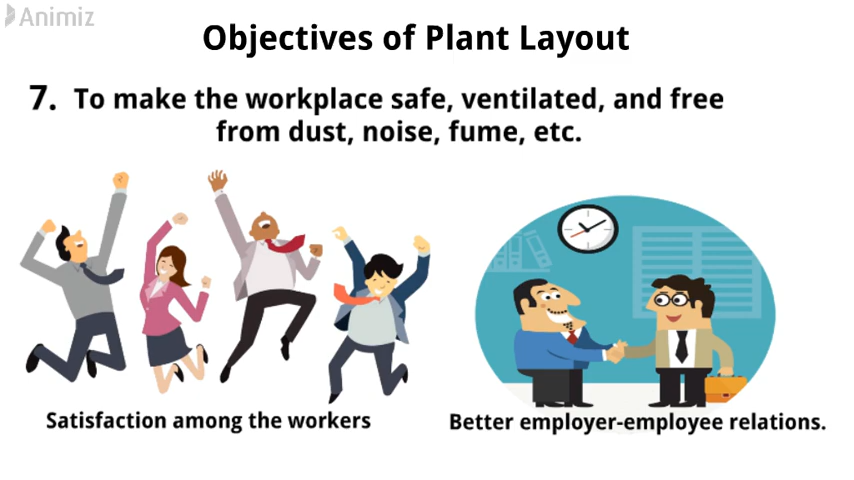 Animiz
Objectives of Plant Layout
7. To make the workplace safe, ventilated, and free
from dust, noise, fume, etc.
Satisfaction among the workers
Better employer-employee relations.